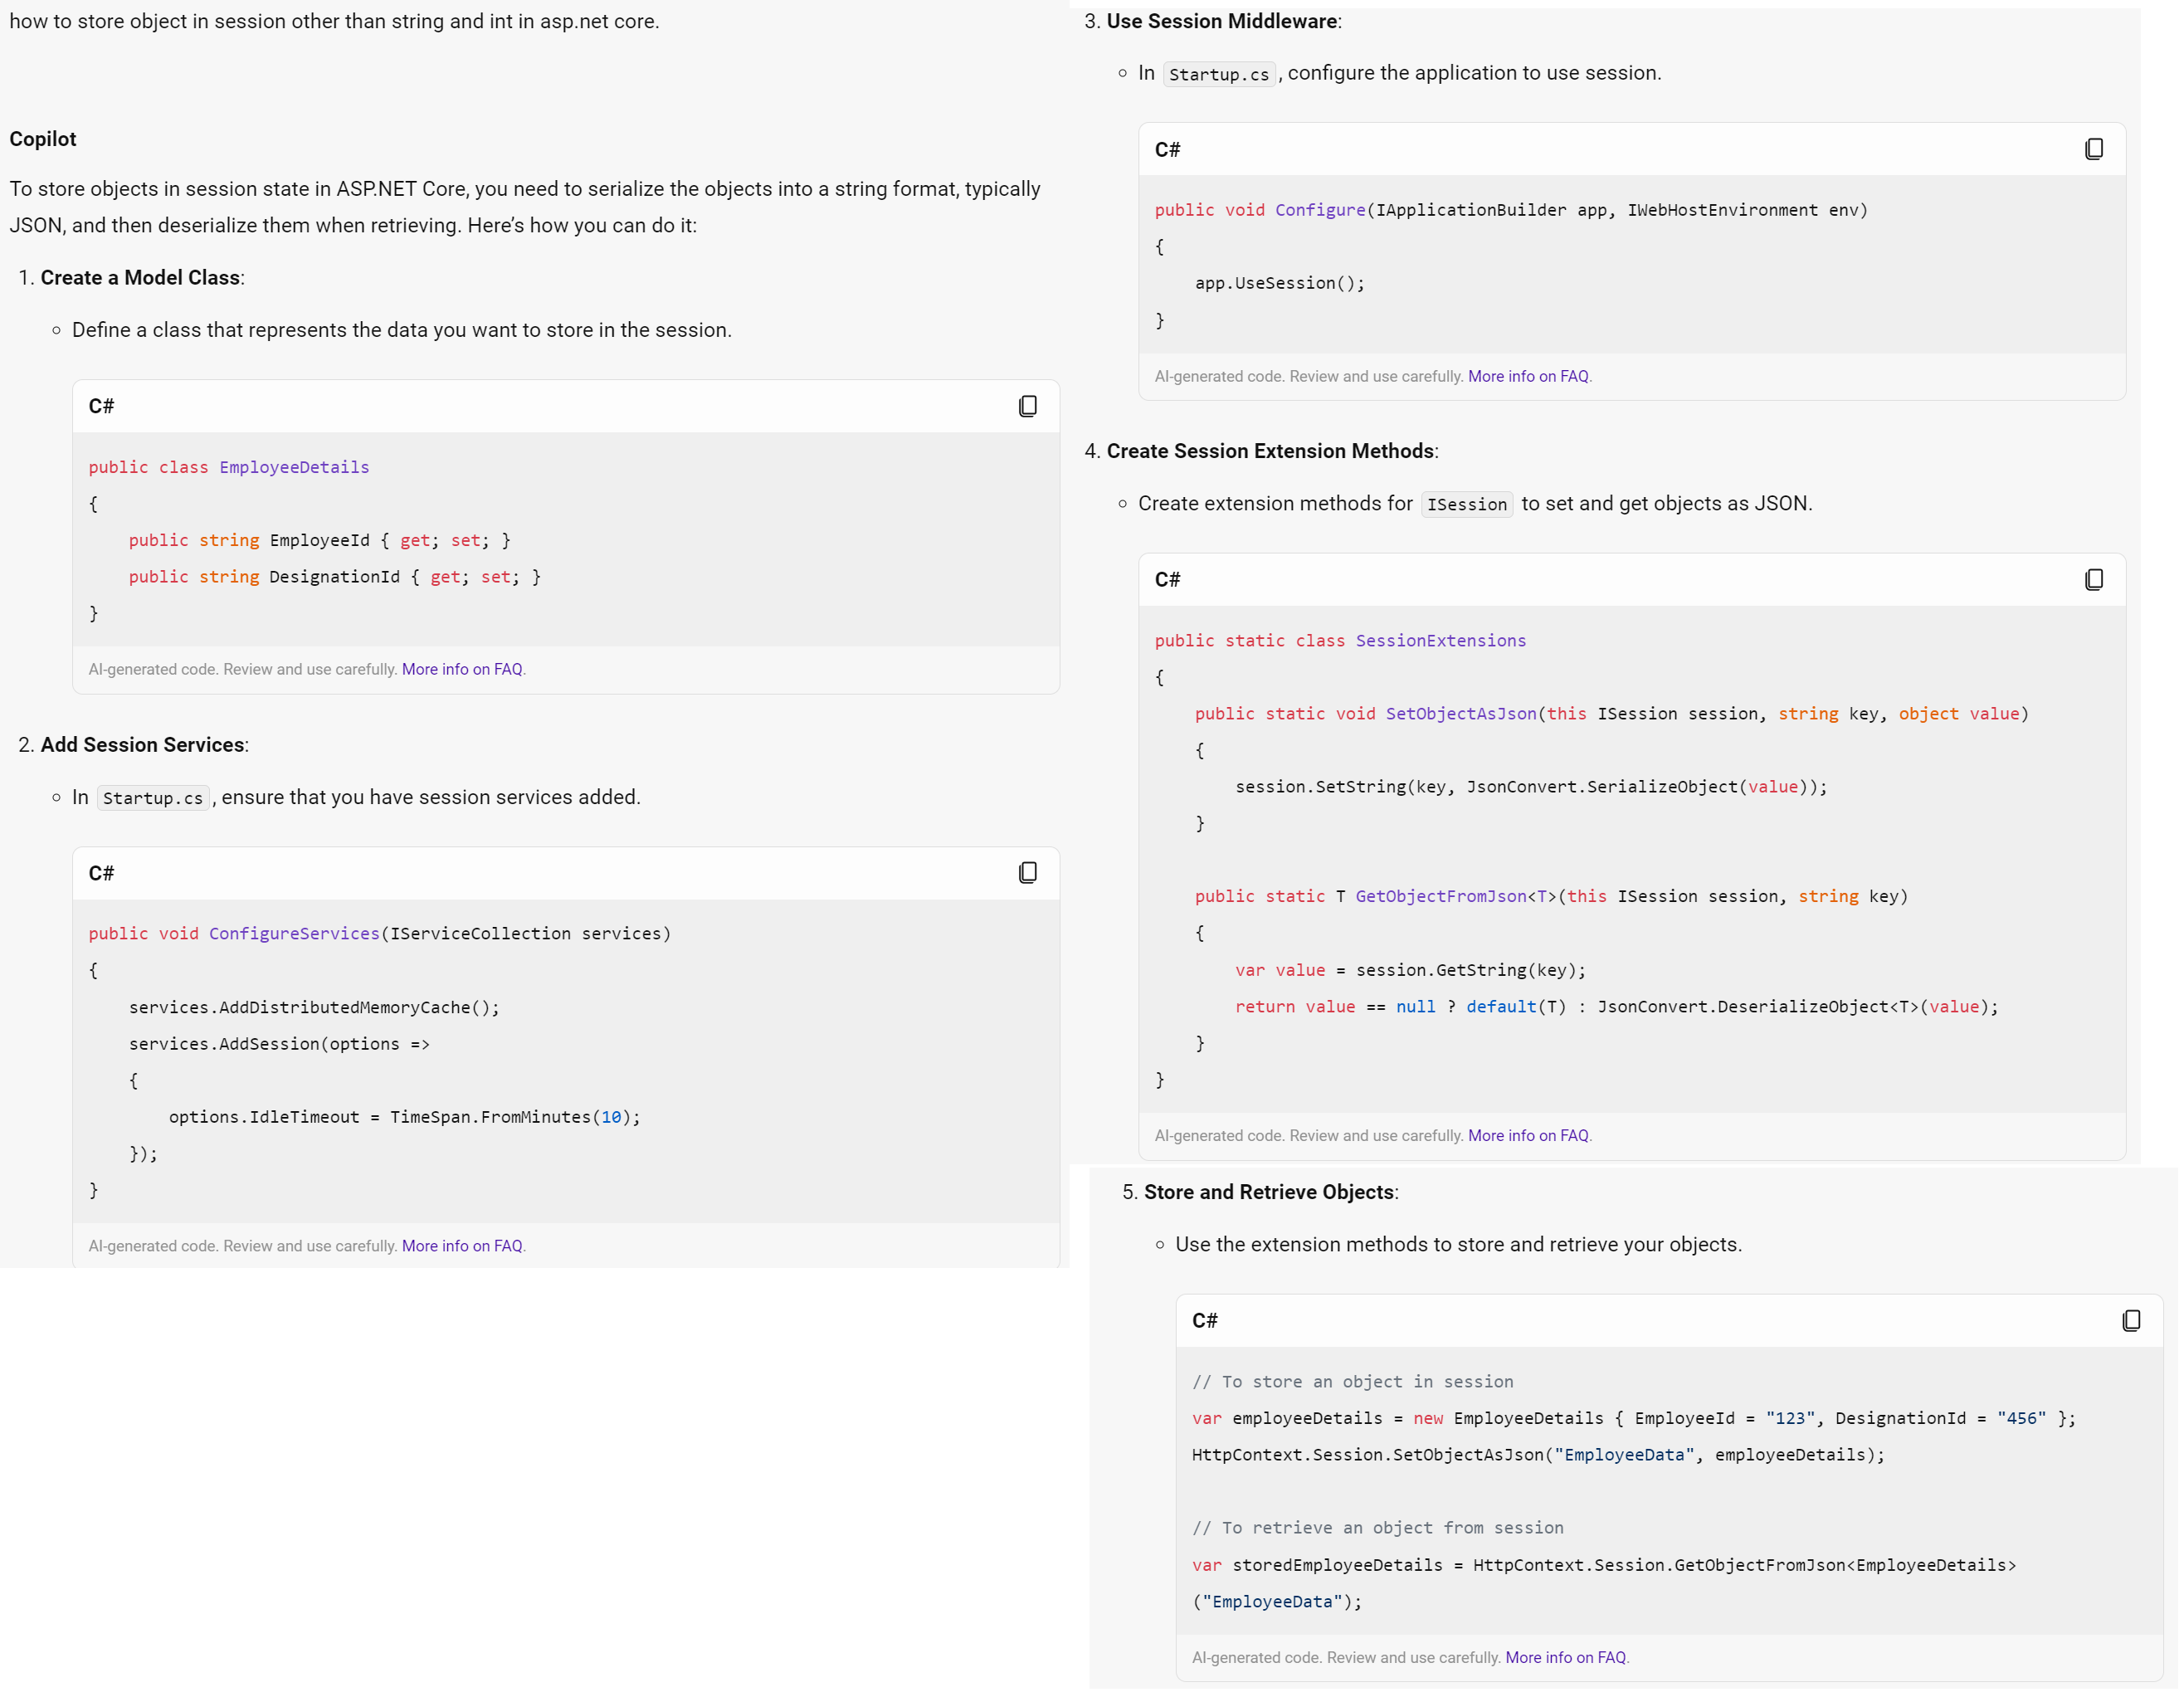 how to store object in session other than string and int in asp.net core.
Copilot
To store objects in session state in ASP.NET Core, you need to serialize the objects into a string format, typically
JSON, and then deserialize them when retrieving. Here’s how you can do it:
1. Create a Model Class:
○ Define a class that represents the data you want to store in the session.
C#
public class EmployeeDetails
{
    public string EmployeeId { get; set; }
    public string DesignationId { get; set; }
}
AI-generated code. Review and use carefully. More info on FAQ.
2. Add Session Services:
○ In Startup.cs, ensure that you have session services added.
C#
public void ConfigureServices(IServiceCollection services)
{
    services.AddDistributedMemoryCache();
    services.AddSession(options =>
    {
        options.IdleTimeout = TimeSpan.FromMinutes(10);
    });
}
AI-generated code. Review and use carefully. More info on FAQ.
3. Use Session Middleware:
○ In Startup.cs, configure the application to use session.
C#
public void Configure(IApplicationBuilder app, IWebHostEnvironment env)
{
    app.UseSession();
}
AI-generated code. Review and use carefully. More info on FAQ.
4. Create Session Extension Methods:
○ Create extension methods for ISession to set and get objects as JSON.
C#
public static class SessionExtensions
{
    public static void SetObjectAsJson(this ISession session, string key, object value)
    {
        session.SetString(key, JsonConvert.SerializeObject(value));
    }
    public static T GetObjectFromJson<T>(this ISession session, string key)
    {
        var value = session.GetString(key);
        return value == null ? default(T) : JsonConvert.DeserializeObject<T>(value);
    }
}
AI-generated code. Review and use carefully. More info on FAQ.
5. Store and Retrieve Objects:
○ Use the extension methods to store and retrieve your objects.
C#
// To store an object in session
var employeeDetails = new EmployeeDetails { EmployeeId = "123", DesignationId = "456" };
HttpContext.Session.SetObjectAsJson("EmployeeData", employeeDetails);
// To retrieve an object from session
var storedEmployeeDetails = HttpContext.Session.GetObjectFromJson<EmployeeDetails>
("EmployeeData");
AI-generated code. Review and use carefully. More info on FAQ.